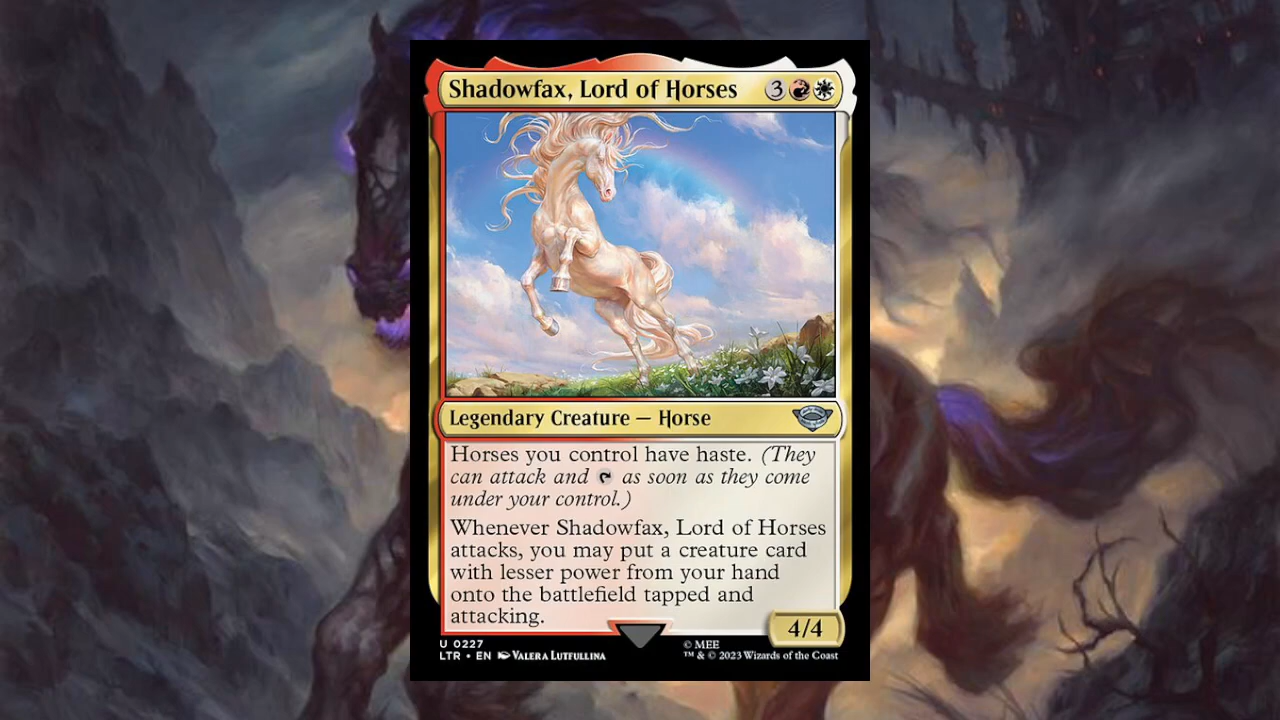 Shadowfax, Lord of Horses 3
Legendary Creature — Horse
Horses you control have haste. (They
can attack and as soon as they come
under your control.)
Whenever Shadowfax, Lord of Horses
attacks, you may put a creature card
with lesser power from your hand
onto the battlefield tapped and
attacking.
4/4
U 0227
LTR • EN Valera Lutfullina
© MEE
™ & © 2023 Wizards of the Coast